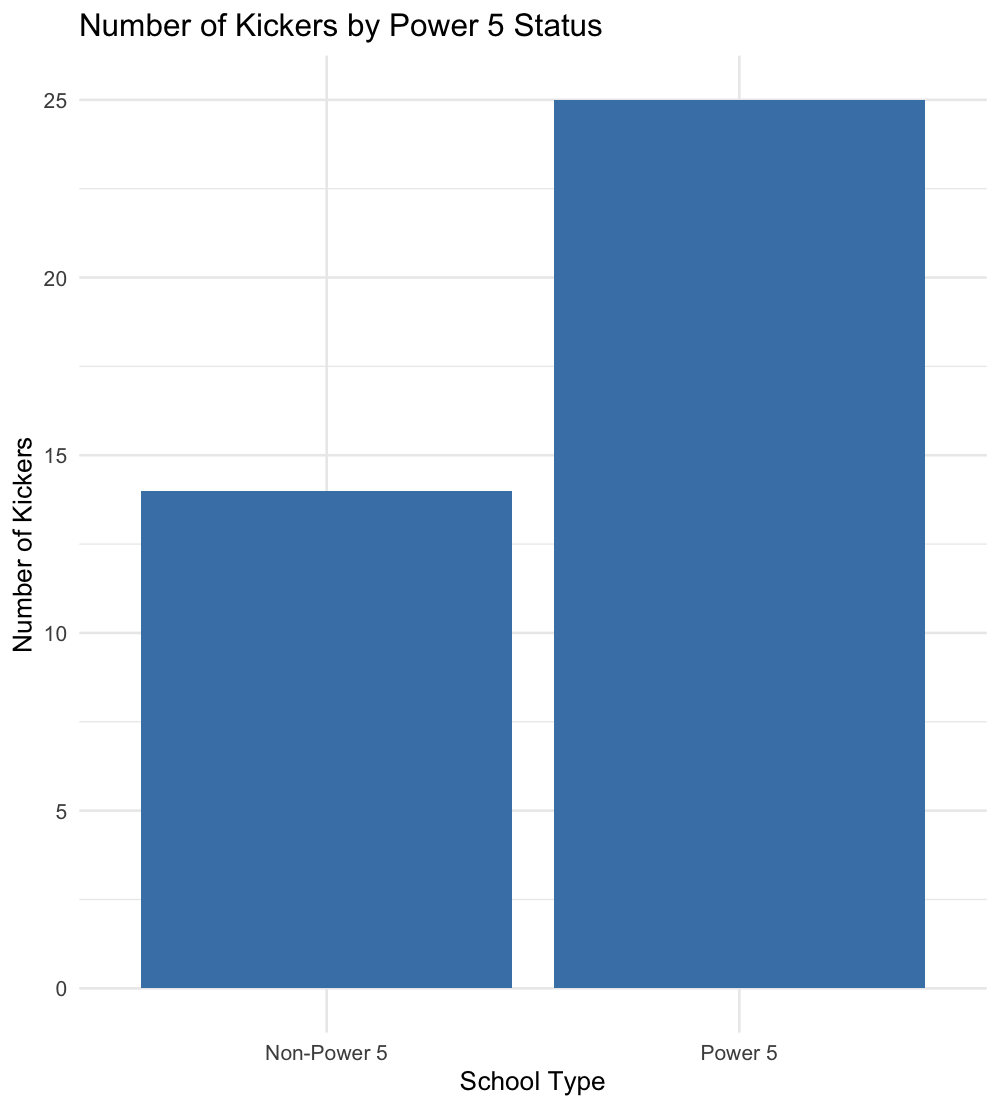 Number of Kickers by Power 5 Status
Number of Kickers
25
20
15
10
5
0
Non-Power 5
Power 5
School Type